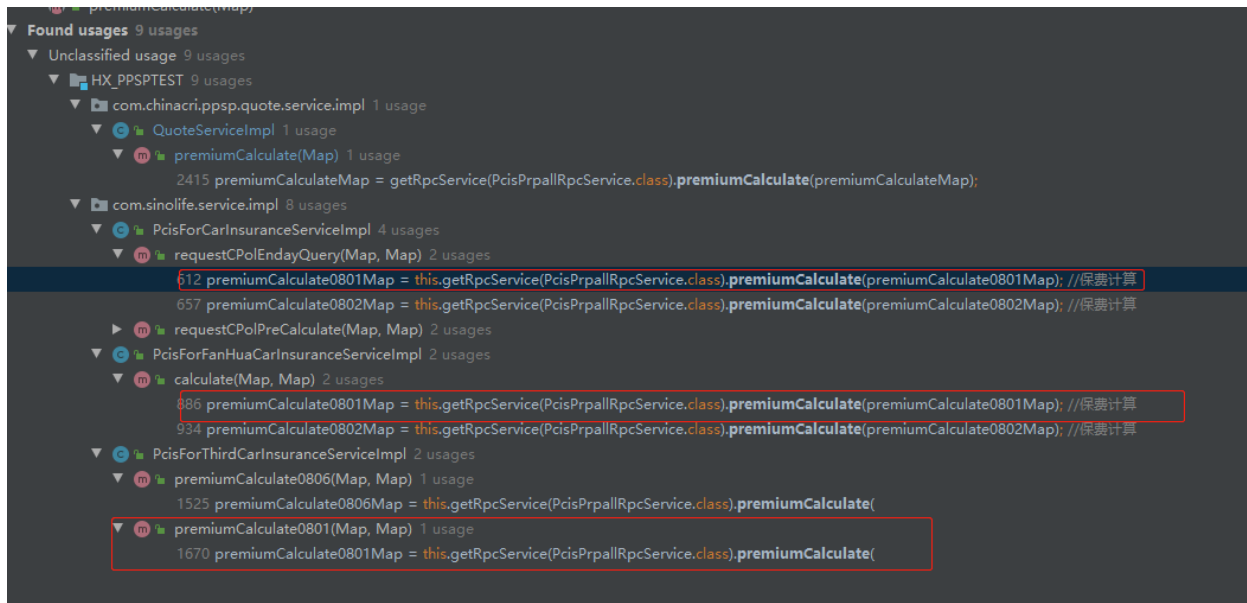 premiumCalculate(Map)
Found usages 9 usages
Unclassified usage 9 usages
HX_PPSPTEST 9 usages
com.chinacri.ppsp.quote.service.impl 1 usage
QuoteServiceImpl 1 usage
premiumCalculate(Map) 1 usage
2415 premiumCalculateMap = getRpcService(PcisPrpallRpcService.class).premiumCalculate(premiumCalculateMap);
com.sinolife.service.impl 8 usages
PcisForCarInsuranceServiceImpl 4 usages
requestCPolEndayQuery(Map, Map) 2 usages
612 premiumCalculate0801Map = this.getRpcService(PcisPrpallRpcService.class).premiumCalculate(premiumCalculate0801Map); //保费计算
657 premiumCalculate0802Map = this.getRpcService(PcisPrpallRpcService.class).premiumCalculate(premiumCalculate0802Map); //保费计算
requestCPolPreCalculate(Map, Map) 2 usages
PcisForFanHuaCarInsuranceServiceImpl 2 usages
calculate(Map, Map) 2 usages
886 premiumCalculate0801Map = this.getRpcService(PcisPrpallRpcService.class).premiumCalculate(premiumCalculate0801Map); //保费计算
934 premiumCalculate0802Map = this.getRpcService(PcisPrpallRpcService.class).premiumCalculate(premiumCalculate0802Map); //保费计算
PcisForThirdCarInsuranceServiceImpl 2 usages
premiumCalculate0806(Map, Map) 1 usage
1525 premiumCalculate0806Map = this.getRpcService(PcisPrpallRpcService.class).premiumCalculate(
premiumCalculate0801(Map, Map) 1 usage
1670 premiumCalculate0801Map = this.getRpcService(PcisPrpallRpcService.class).premiumCalculate(